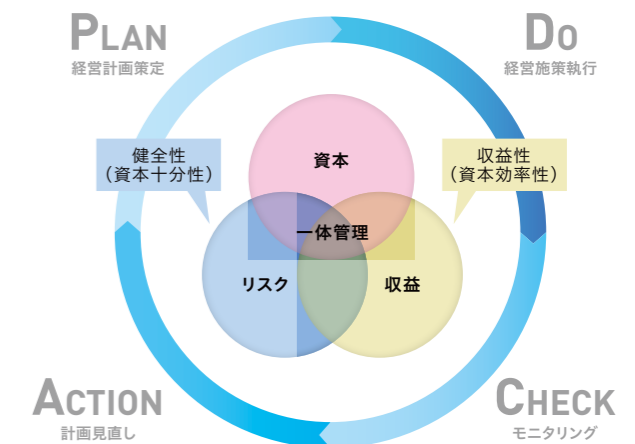 PLAN
経営計画策定
DO
経営施策執行
健全性
（資本十分性）
収益性
（資本効率性）
資本
一体管理
リスク
収益
ACTION
計画見直し
CHECK
モニタリング